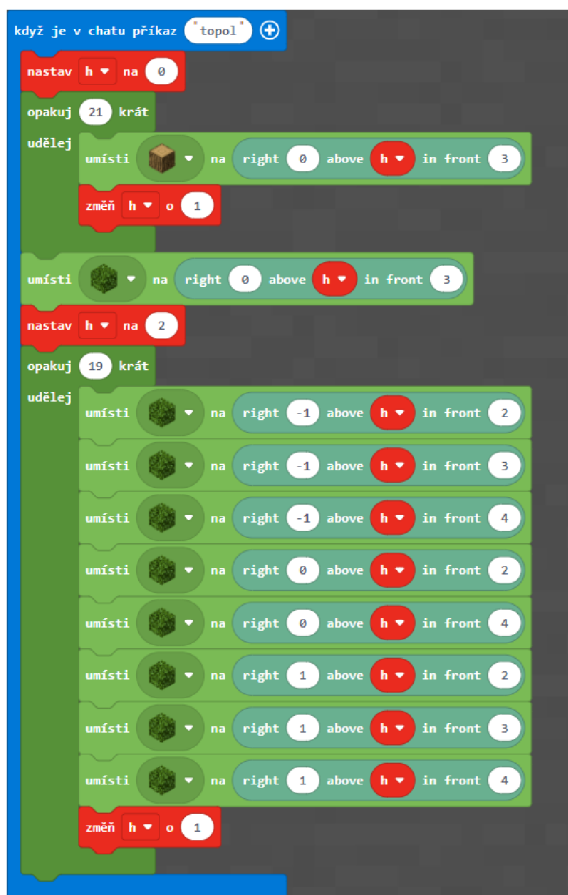 když je v chatu příkaz "topol"
nastav h na 0
opakuj 21 krát
udělej
umísti na right 0 above h in front 3
změň h o 1
umísti na right 0 above h in front 3
nastav h na 2
opakuj 19 krát
udělej
umísti na right -1 above h in front 2
umísti na right -1 above h in front 3
umísti na right -1 above h in front 4
umísti na right 0 above h in front 2
umísti na right 0 above h in front 4
umísti na right 1 above h in front 2
umísti na right 1 above h in front 3
umísti na right 1 above h in front 4
změň h o 1